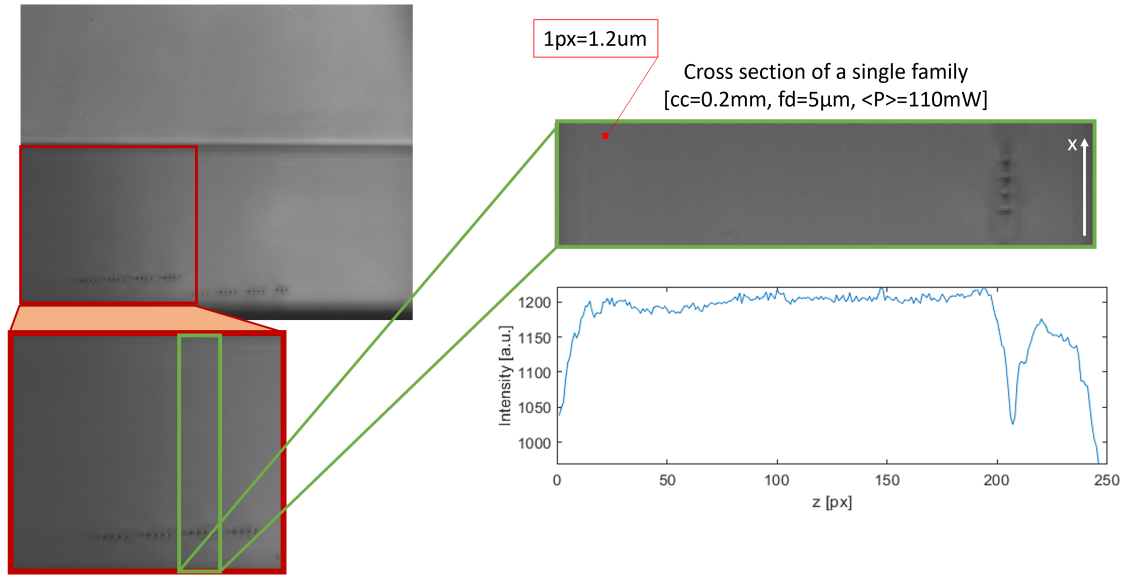 1px=1.2um
Cross section of a single family
[cc=0.2mm, fd=5μm, <P>=110mW]
x
1200
1150
1100
1050
1000
Intensity [a.u.]
0 50 100 150 200 250
z [px]